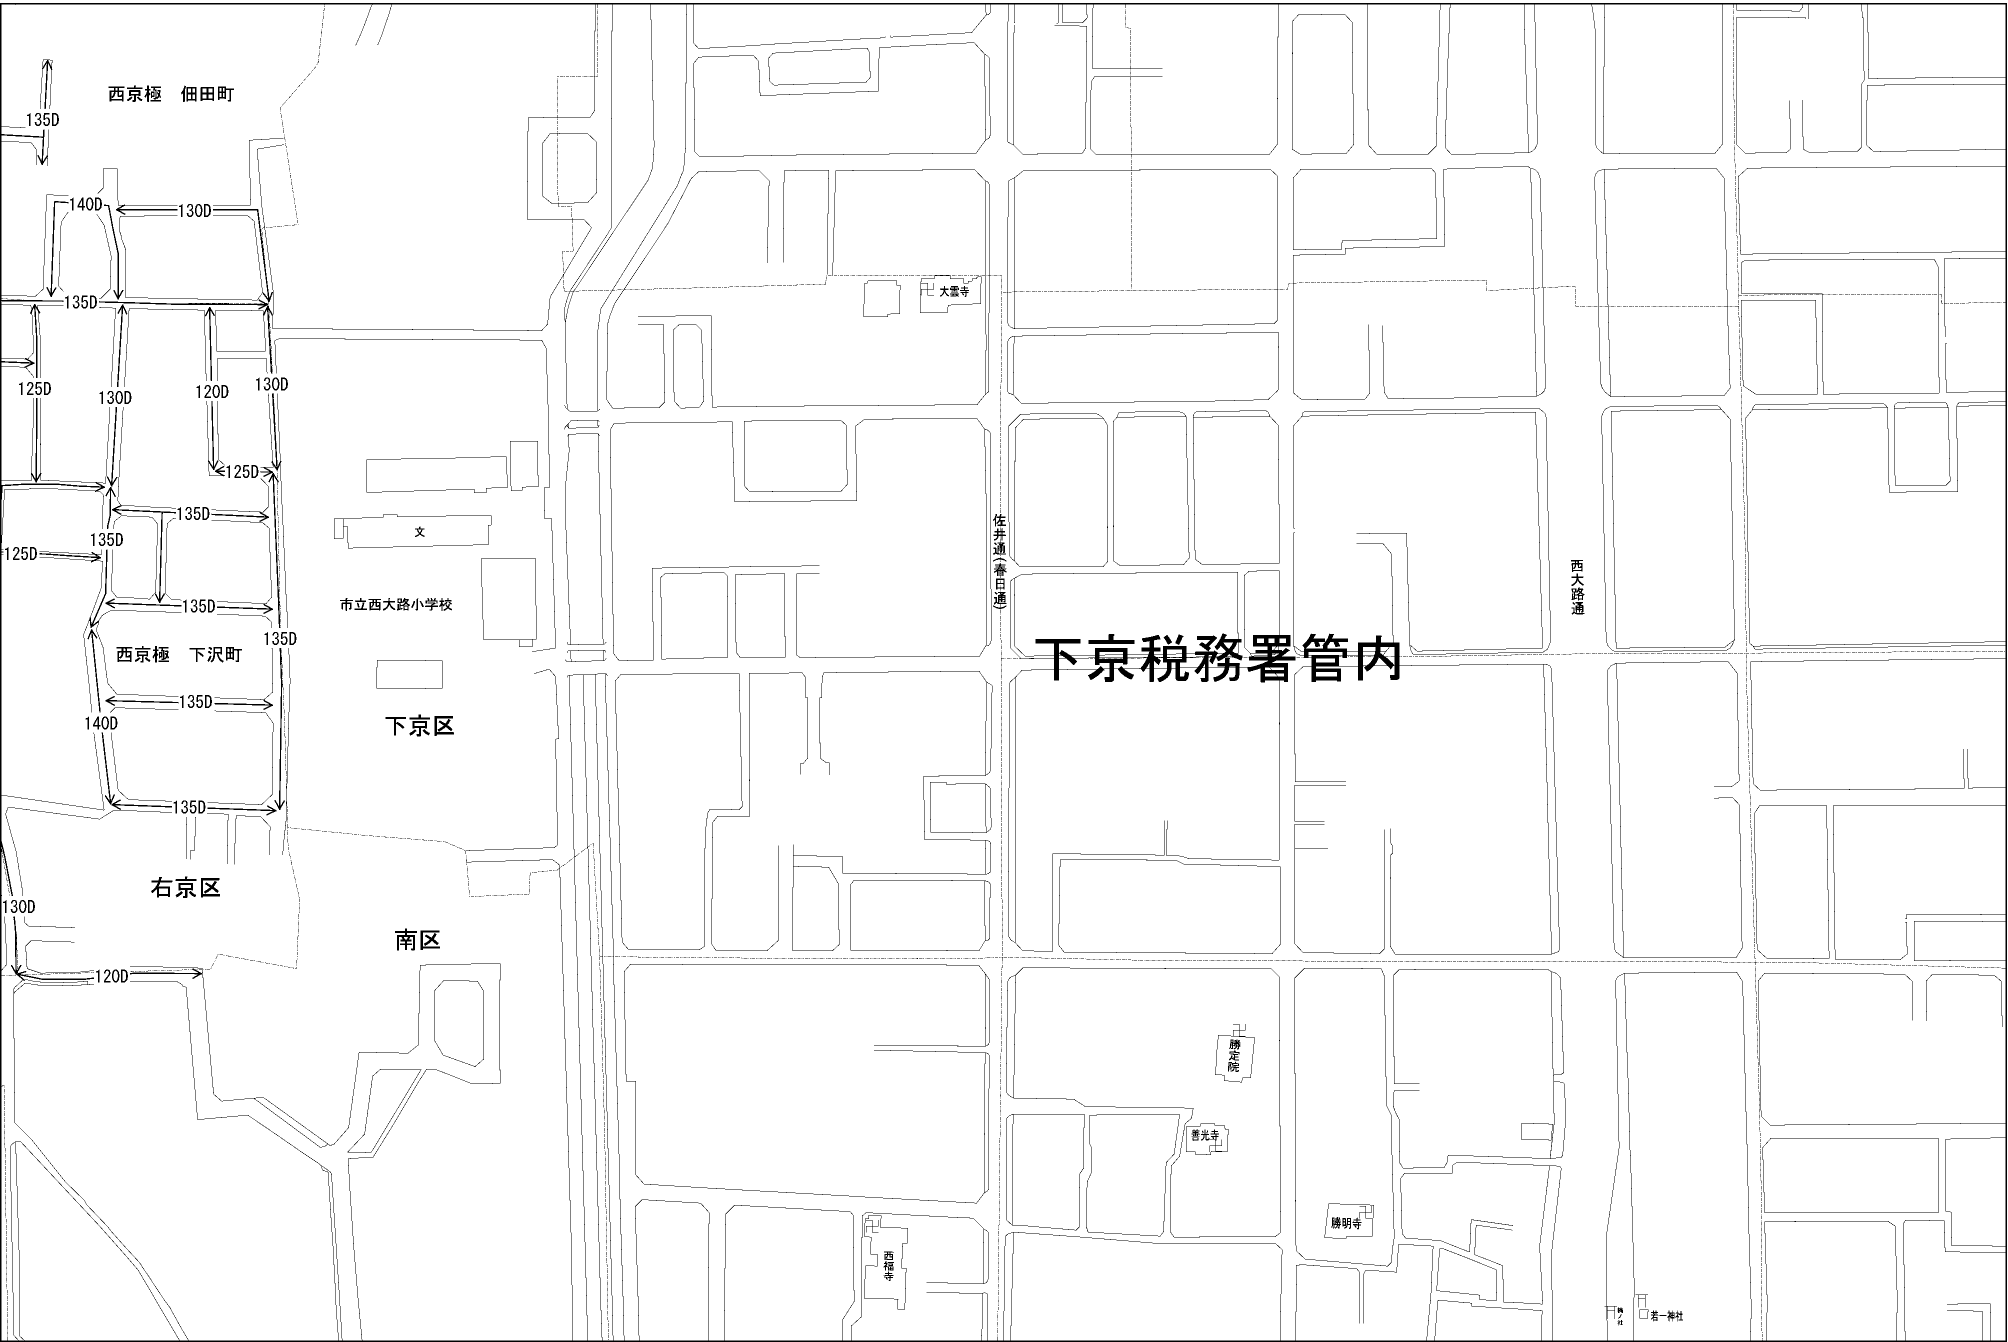 西京極　佃田町
135D
140D
130D
135D
大雲寺
125D
130D
120D
130D
125D
135D
135D
125D
文
佐井通(春日通)
西大路通
市立西大路小学校
135D
135D
西京極　下沢町
下京税務署管内
135D
140D
下京区
135D
右京区
130D
南区
120D
勝定院
善光寺
勝明寺
西福寺
若一神社